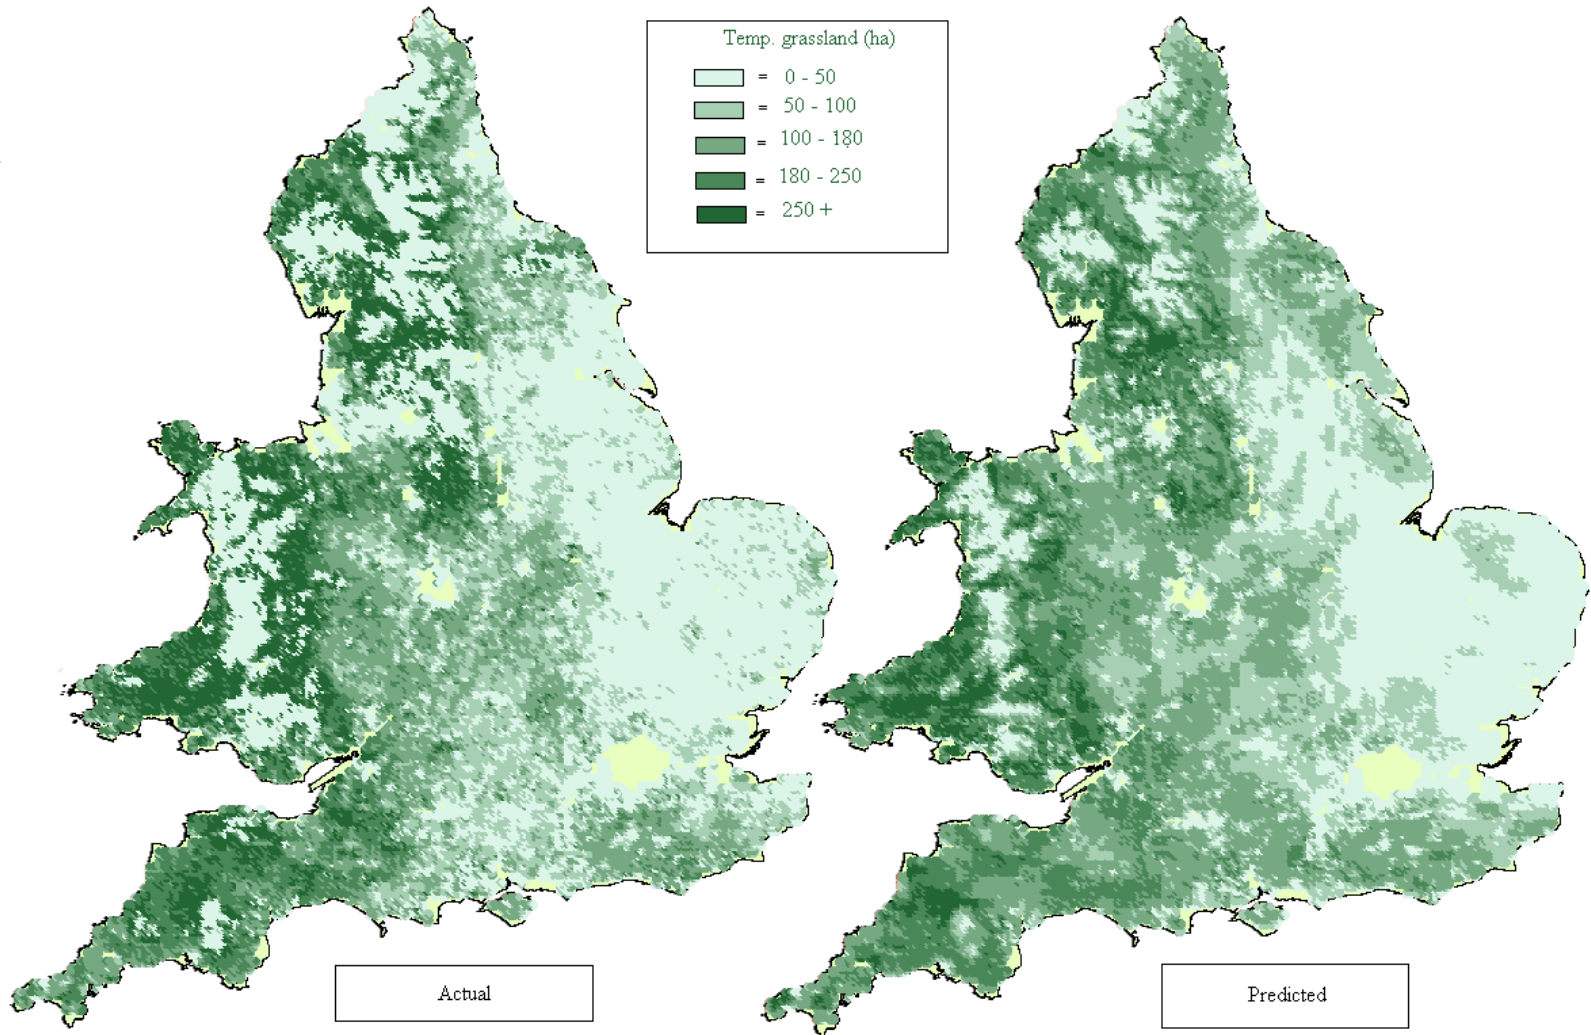 Temp. grassland (ha)
= 0 - 50
= 50 - 100
= 100 - 180
= 180 - 250
= 250 +
Actual
Predicted